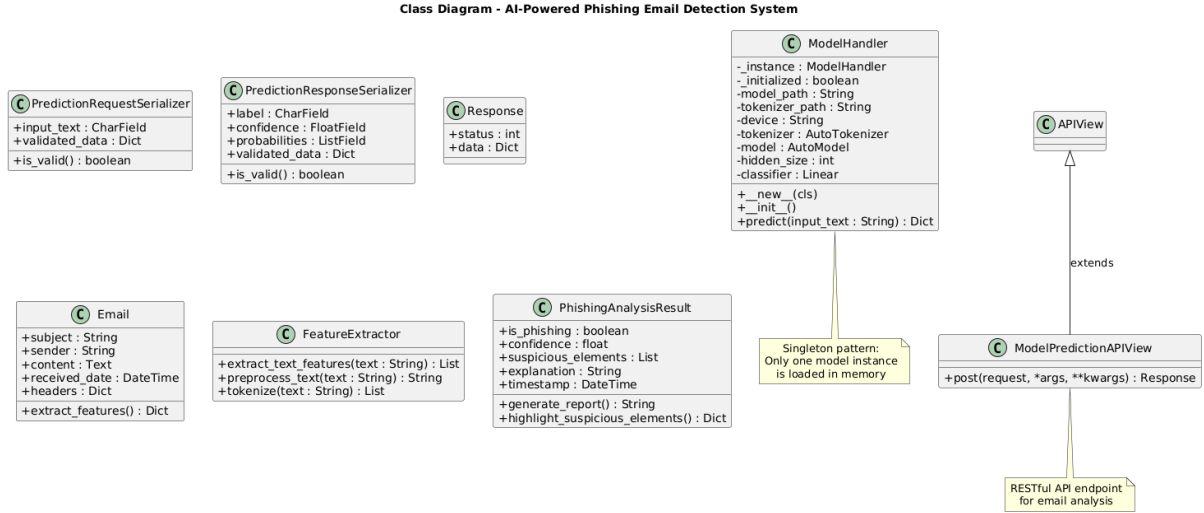 Class Diagram - AI-Powered Phishing Email Detection System
C PredictionRequestSerializer
+input_text : CharField
+validated_data : Dict
+is_valid() : boolean
C PredictionResponseSerializer
+label : CharField
+confidence : FloatField
+probabilities : ListField
+validated_data : Dict
+is_valid() : boolean
C Response
+status : int
+data : Dict
C ModelHandler
-_instance : ModelHandler
-_initialized : boolean
-model_path : String
-tokenizer_path : String
-device : String
-tokenizer : AutoTokenizer
-model : AutoModel
-hidden_size : int
-classifier : Linear
+__new__(cls)
+__init__()
+predict(input_text : String) : Dict
C APIView
extends
C Email
+subject : String
+sender : String
+content : Text
+received_date : DateTime
+headers : Dict
+extract_features() : Dict
C FeatureExtractor
+extract_text_features(text : String) : List
+preprocess_text(text : String) : String
+tokenize(text : String) : List
C PhishingAnalysisResult
+is_phishing : boolean
+confidence : float
+suspicious_elements : List
+explanation : String
+timestamp : DateTime
+generate_report() : String
+highlight_suspicious_elements() : Dict
Singleton pattern:
Only one model instance
is loaded in memory
C ModelPredictionAPIView
+post(request, *args, **kwargs) : Response
RESTful API endpoint
for email analysis